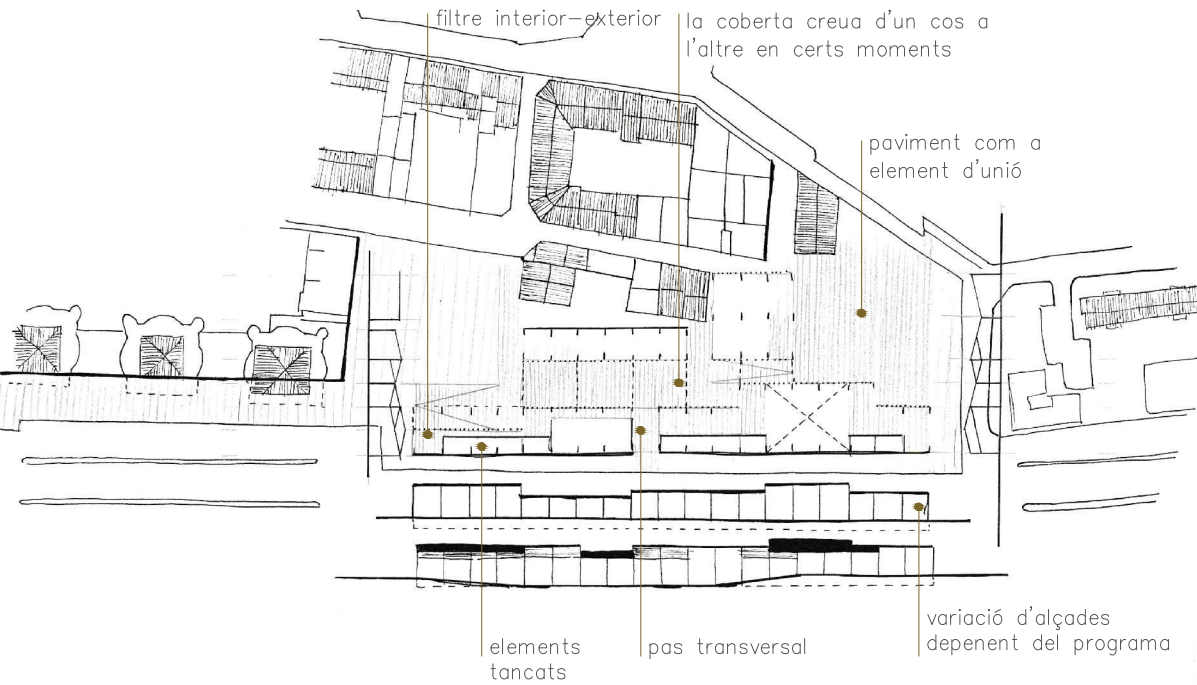 filtre interior-exterior
la coberta creua d'un cos a
l'altre en certs moments
paviment com a
element d'unió
elements
tancats
pas transversal
variació d'alçades
depenent del programa